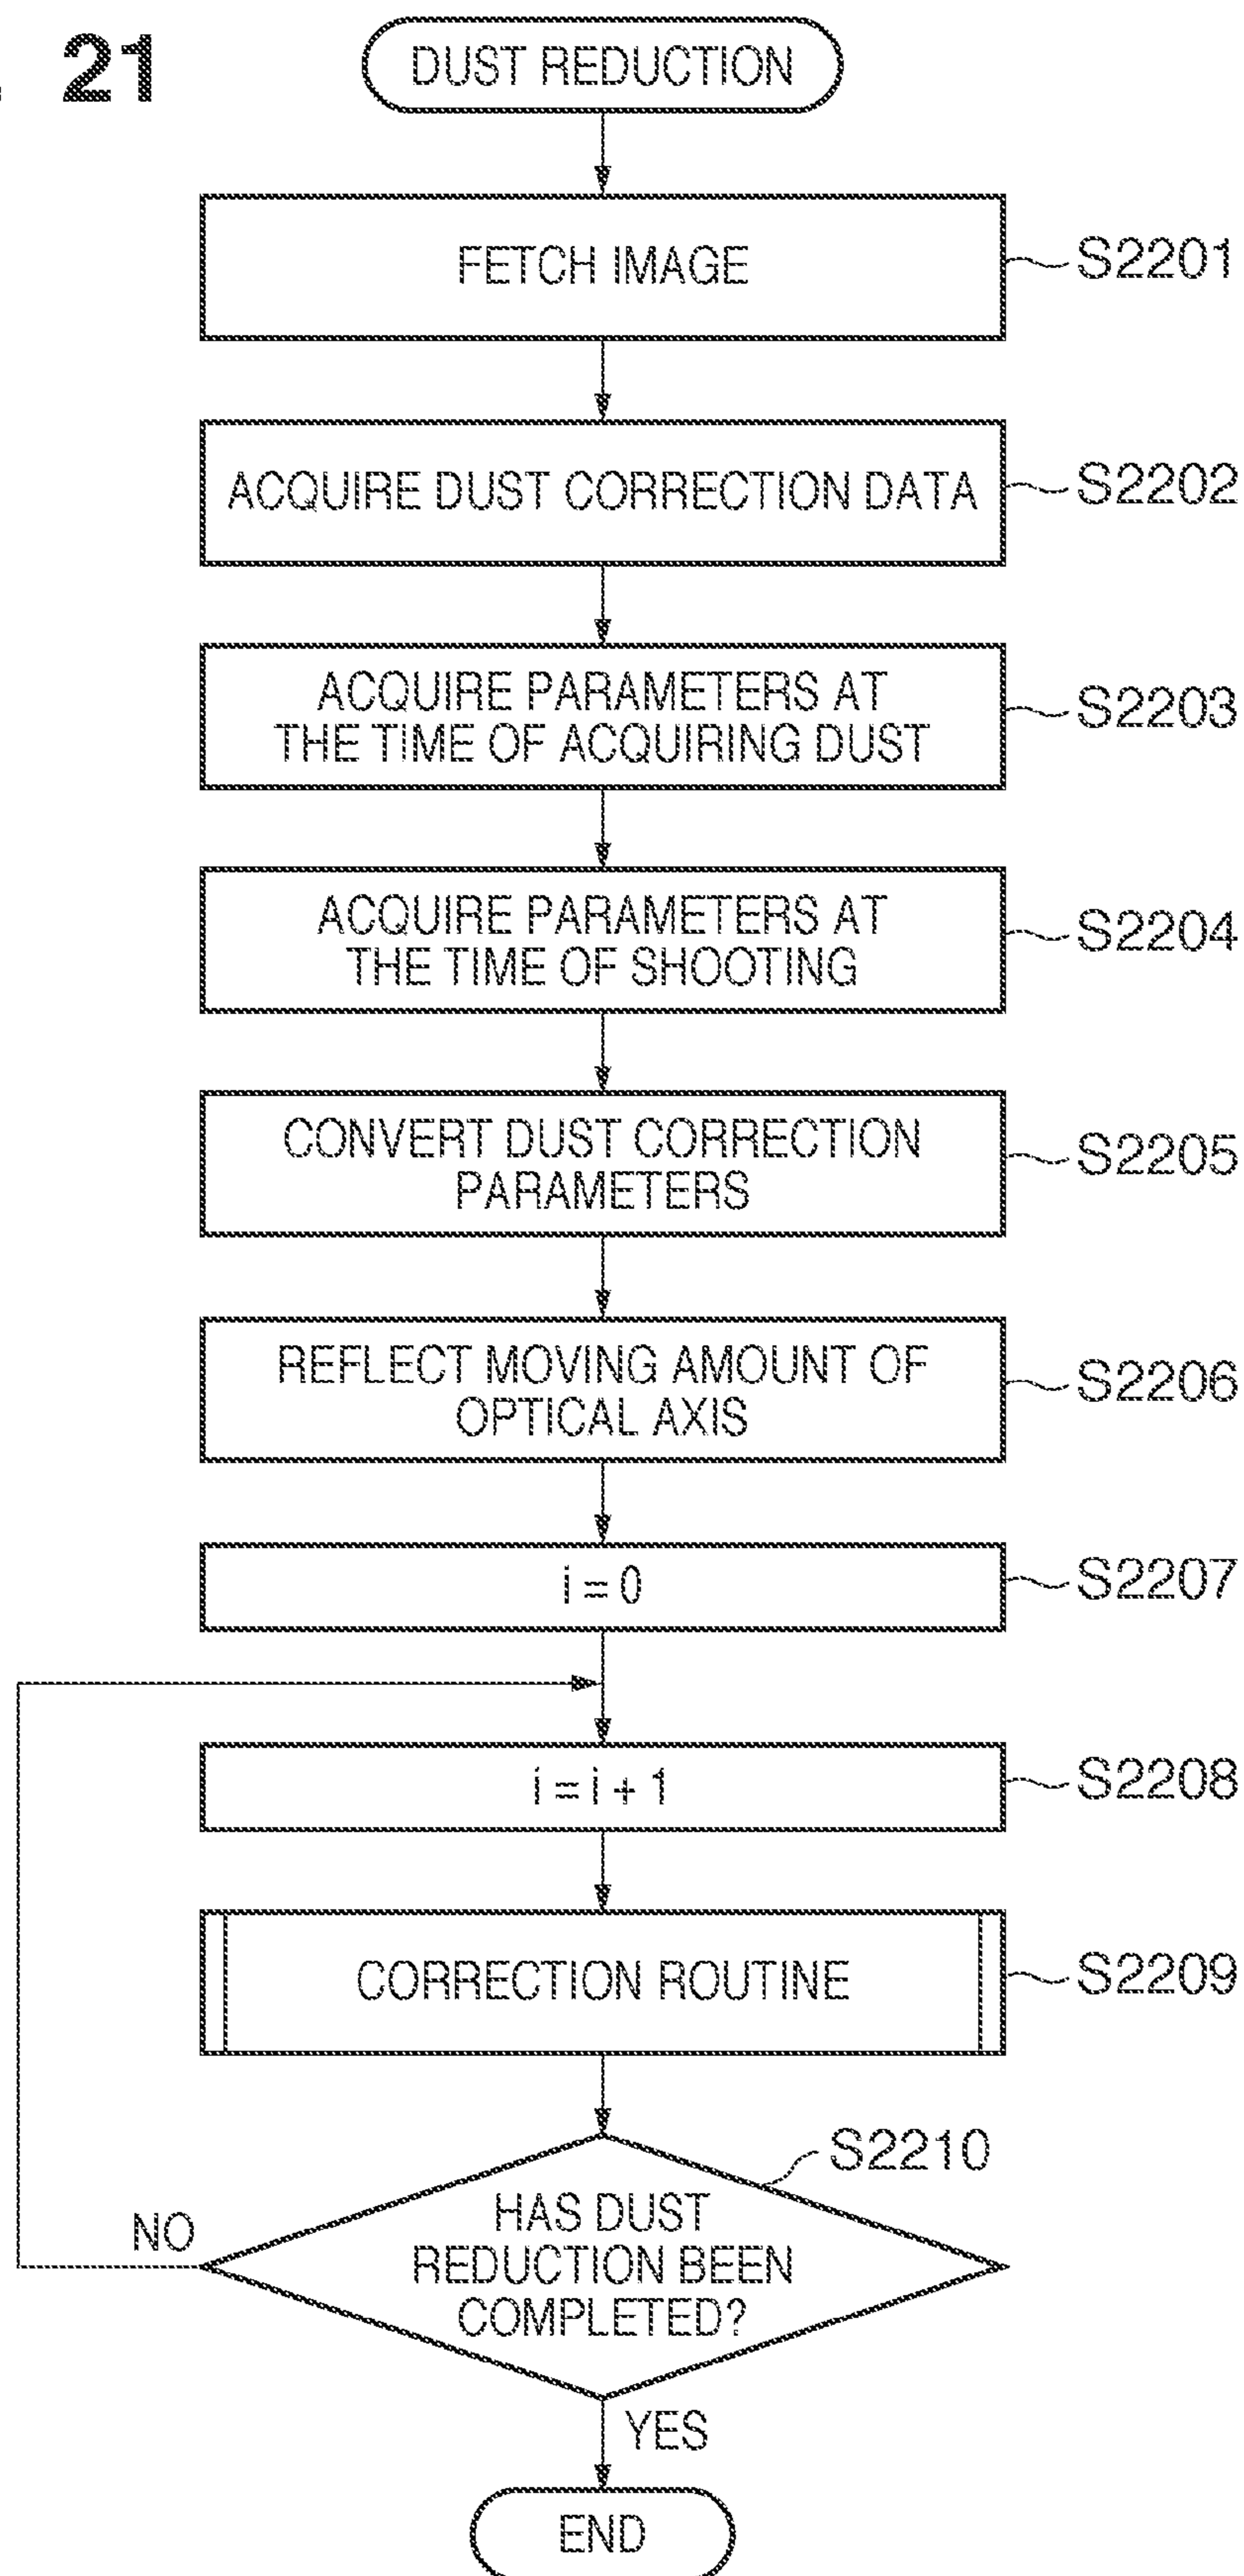 21
DUST REDUCTION
FETCH IMAGE
S2201
ACQUIRE DUST CORRECTION DATA
S2202
ACQUIRE PARAMETERS AT
THE TIME OF ACQUIRING DUST
S2203
ACQUIRE PARAMETERS AT
THE TIME OF SHOOTING
S2204
CONVERT DUST CORRECTION
PARAMETERS
S2205
REFLECT MOVING AMOUNT OF
OPTICAL AXIS
S2206
i = 0
S2207
i = i + 1
S2208
CORRECTION ROUTINE
S2209
S2210
HAS DUST
REDUCTION BEEN
COMPLETED?
NO
YES
END